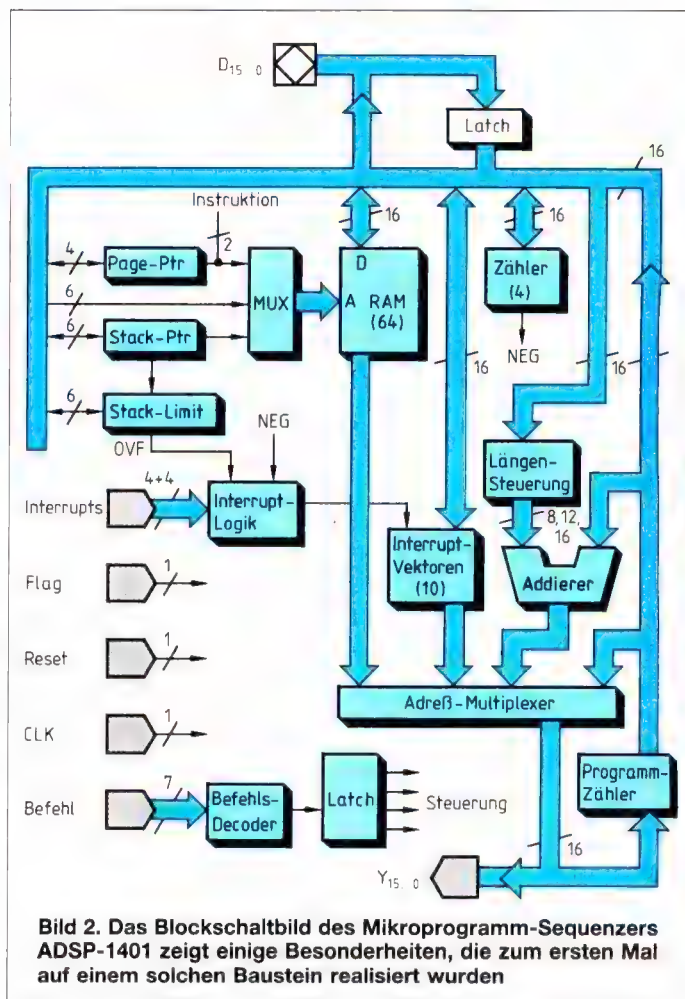 D15 0
Latch
16
Instruktion
4
Page-Ptr
2
16
16
6
MUX
D
A RAM
(64)
Zähler
(4)
6
Stack-Ptr
NEG
16
16
6
Stack-Limit
OVF
NEG
Längen-
Steuerung
Interrupts
4+4
Interrupt-
Logik
8, 12,
16
Interrupt-
Vektoren
(10)
Addierer
Flag
1
Reset
1
Adreß-Multiplexer
CLK
1
Befehl
7
Befehls-
Decoder
Latch
Steuerung
Programm-
Zähler
16
Y15, 0
Bild 2. Das Blockschaltbild des Mikroprogramm-Sequenzers
ADSP-1401 zeigt einige Besonderheiten, die zum ersten Mal
auf einem solchen Baustein realisiert wurden